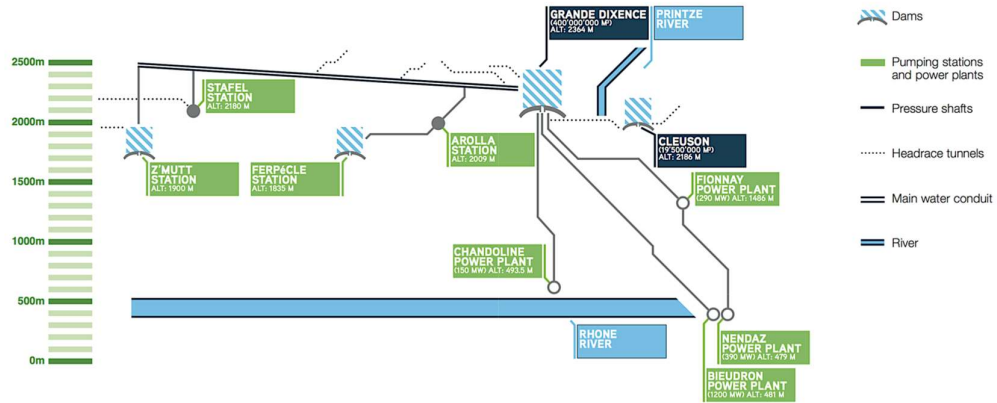 GRANDE DIXENCE
(400'000'000 M³)
ALT: 2364 M
PRINTZE
RIVER
Dams
2500m
2000m
1500m
1000m
500m
0m
STAFEL
STATION
ALT: 2180 M
Pumping stations
and power plants
Pressure shafts
AROLLA
STATION
ALT: 2009 M
CLEUSON
(19'500'000 M³)
ALT: 2186 M
Headrace tunnels
Z'MUTT
STATION
ALT: 1900 M
FERPéCLE
STATION
ALT: 1835 M
FIONNAY
POWER PLANT
(290 MW) ALT: 1486 M
Main water conduit
River
CHANDOLINE
POWER PLANT
(150 MW) ALT: 493.5 M
RHONE
RIVER
NENDAZ
POWER PLANT
(390 MW) ALT: 479 M
BIEUDRON
POWER PLANT
(1200 MW) ALT: 481 M